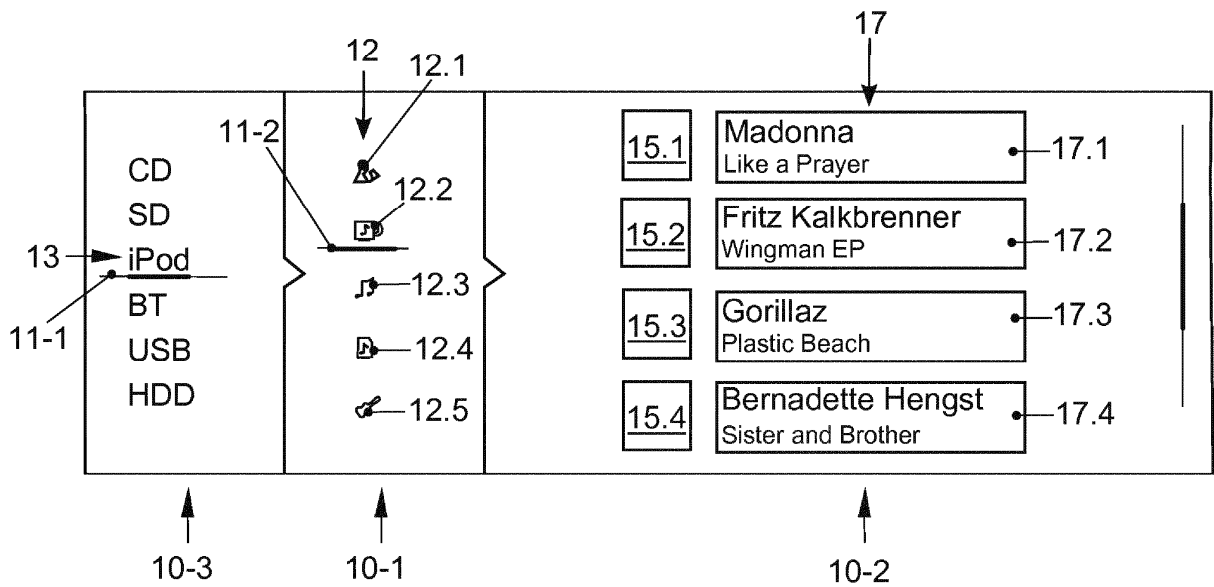 17
12
12.1
11-2
15.1
Madonna
Like a Prayer
17.1
CD
12.2
SD
15.2
Fritz Kalkbrenner
Wingman EP
17.2
13
iPod
12.3
11-1
BT
15.3
Gorillaz
Plastic Beach
17.3
USB
12.4
HDD
12.5
15.4
Bernadette Hengst
Sister and Brother
17.4
10-3
10-1
10-2